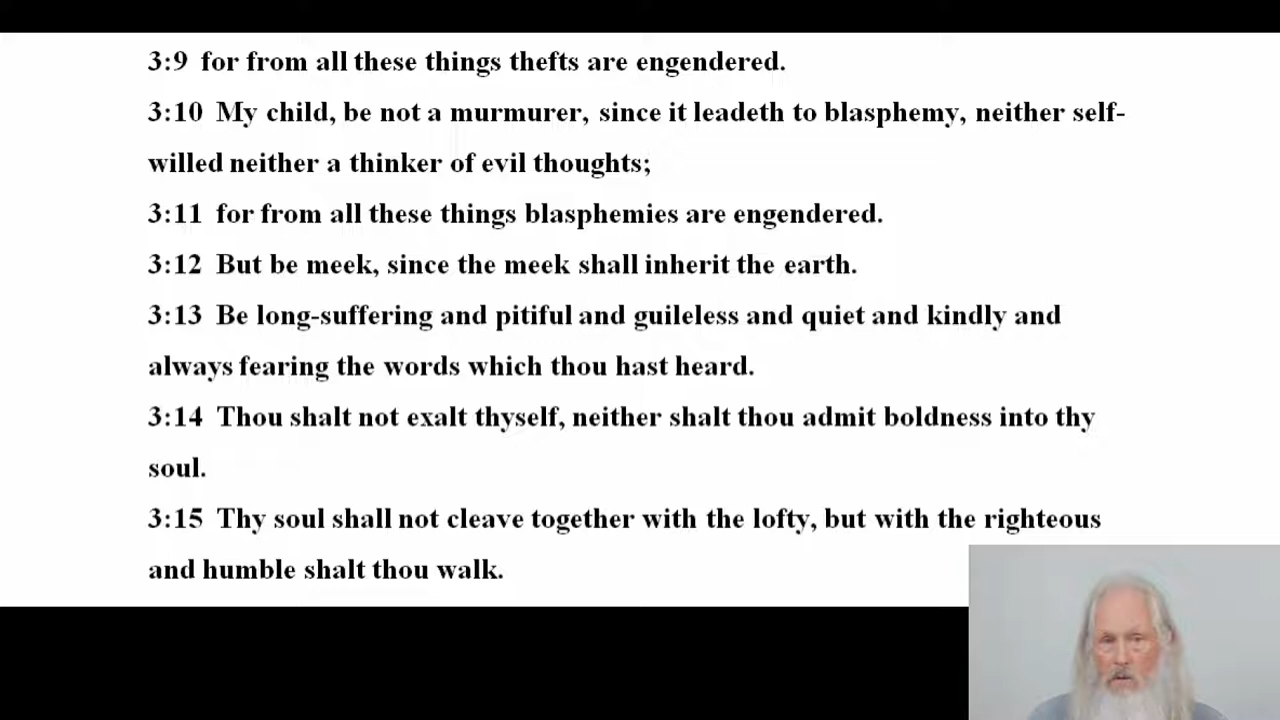 3:9 for from all these things thefts are engendered.
3:10 My child, be not a murmurer, since it leadeth to blasphemy, neither self-
willed neither a thinker of evil thoughts;
3:11 for from all these things blasphemies are engendered.
3:12 But be meek, since the meek shall inherit the earth.
3:13 Be long-suffering and pitiful and guileless and quiet and kindly and
always fearing the words which thou hast heard.
3:14 Thou shalt not exalt thyself, neither shalt thou admit boldness into thy
soul.
3:15 Thy soul shall not cleave together with the lofty, but with the righteous
and humble shalt thou walk.